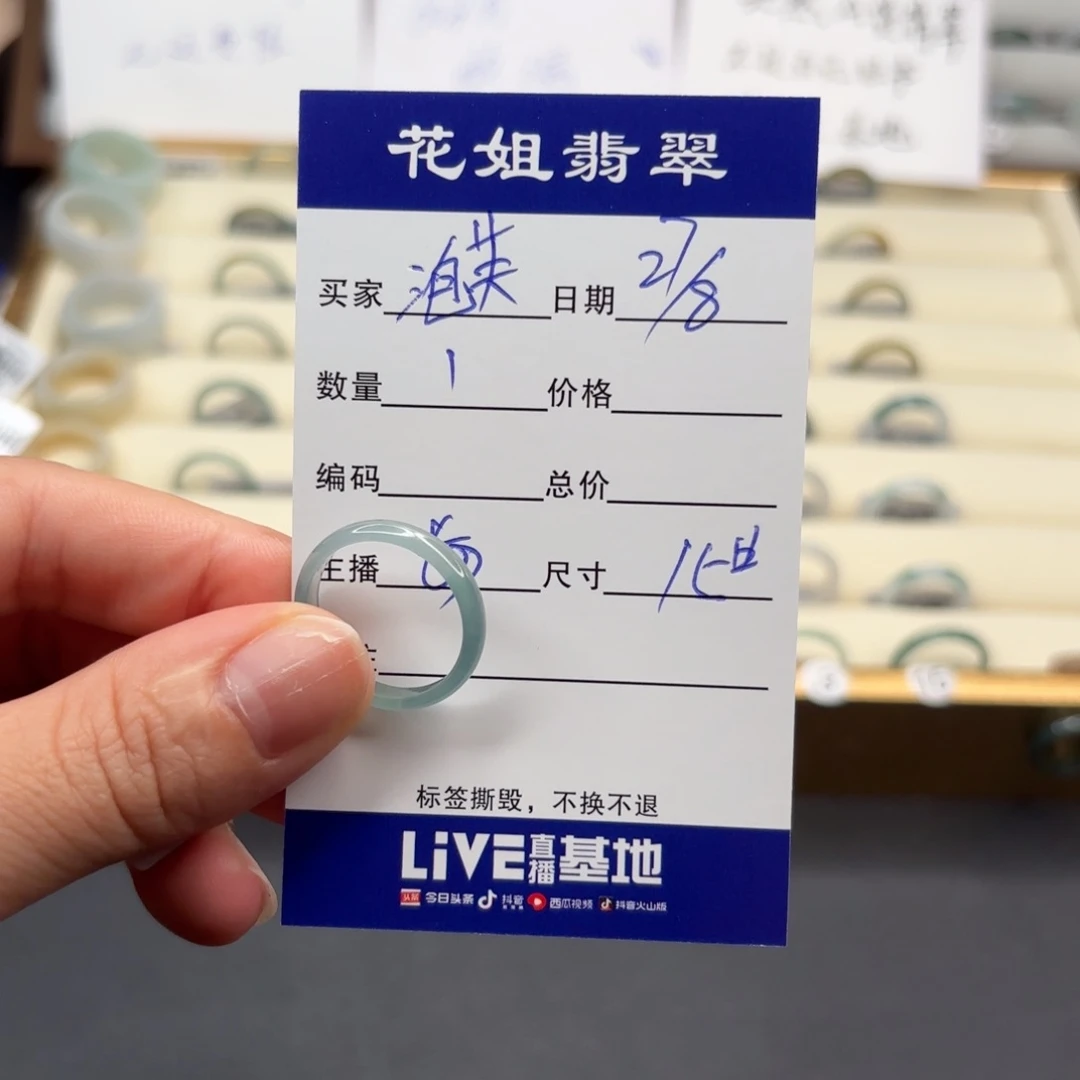 花姐翡翠
买家 日期 2/8
数量 1 价格
编码 总价
主播 尺寸
标签撕毁，不换不退
LiVE直播基地
今日头条 抖音 西瓜视频 抖音火山版